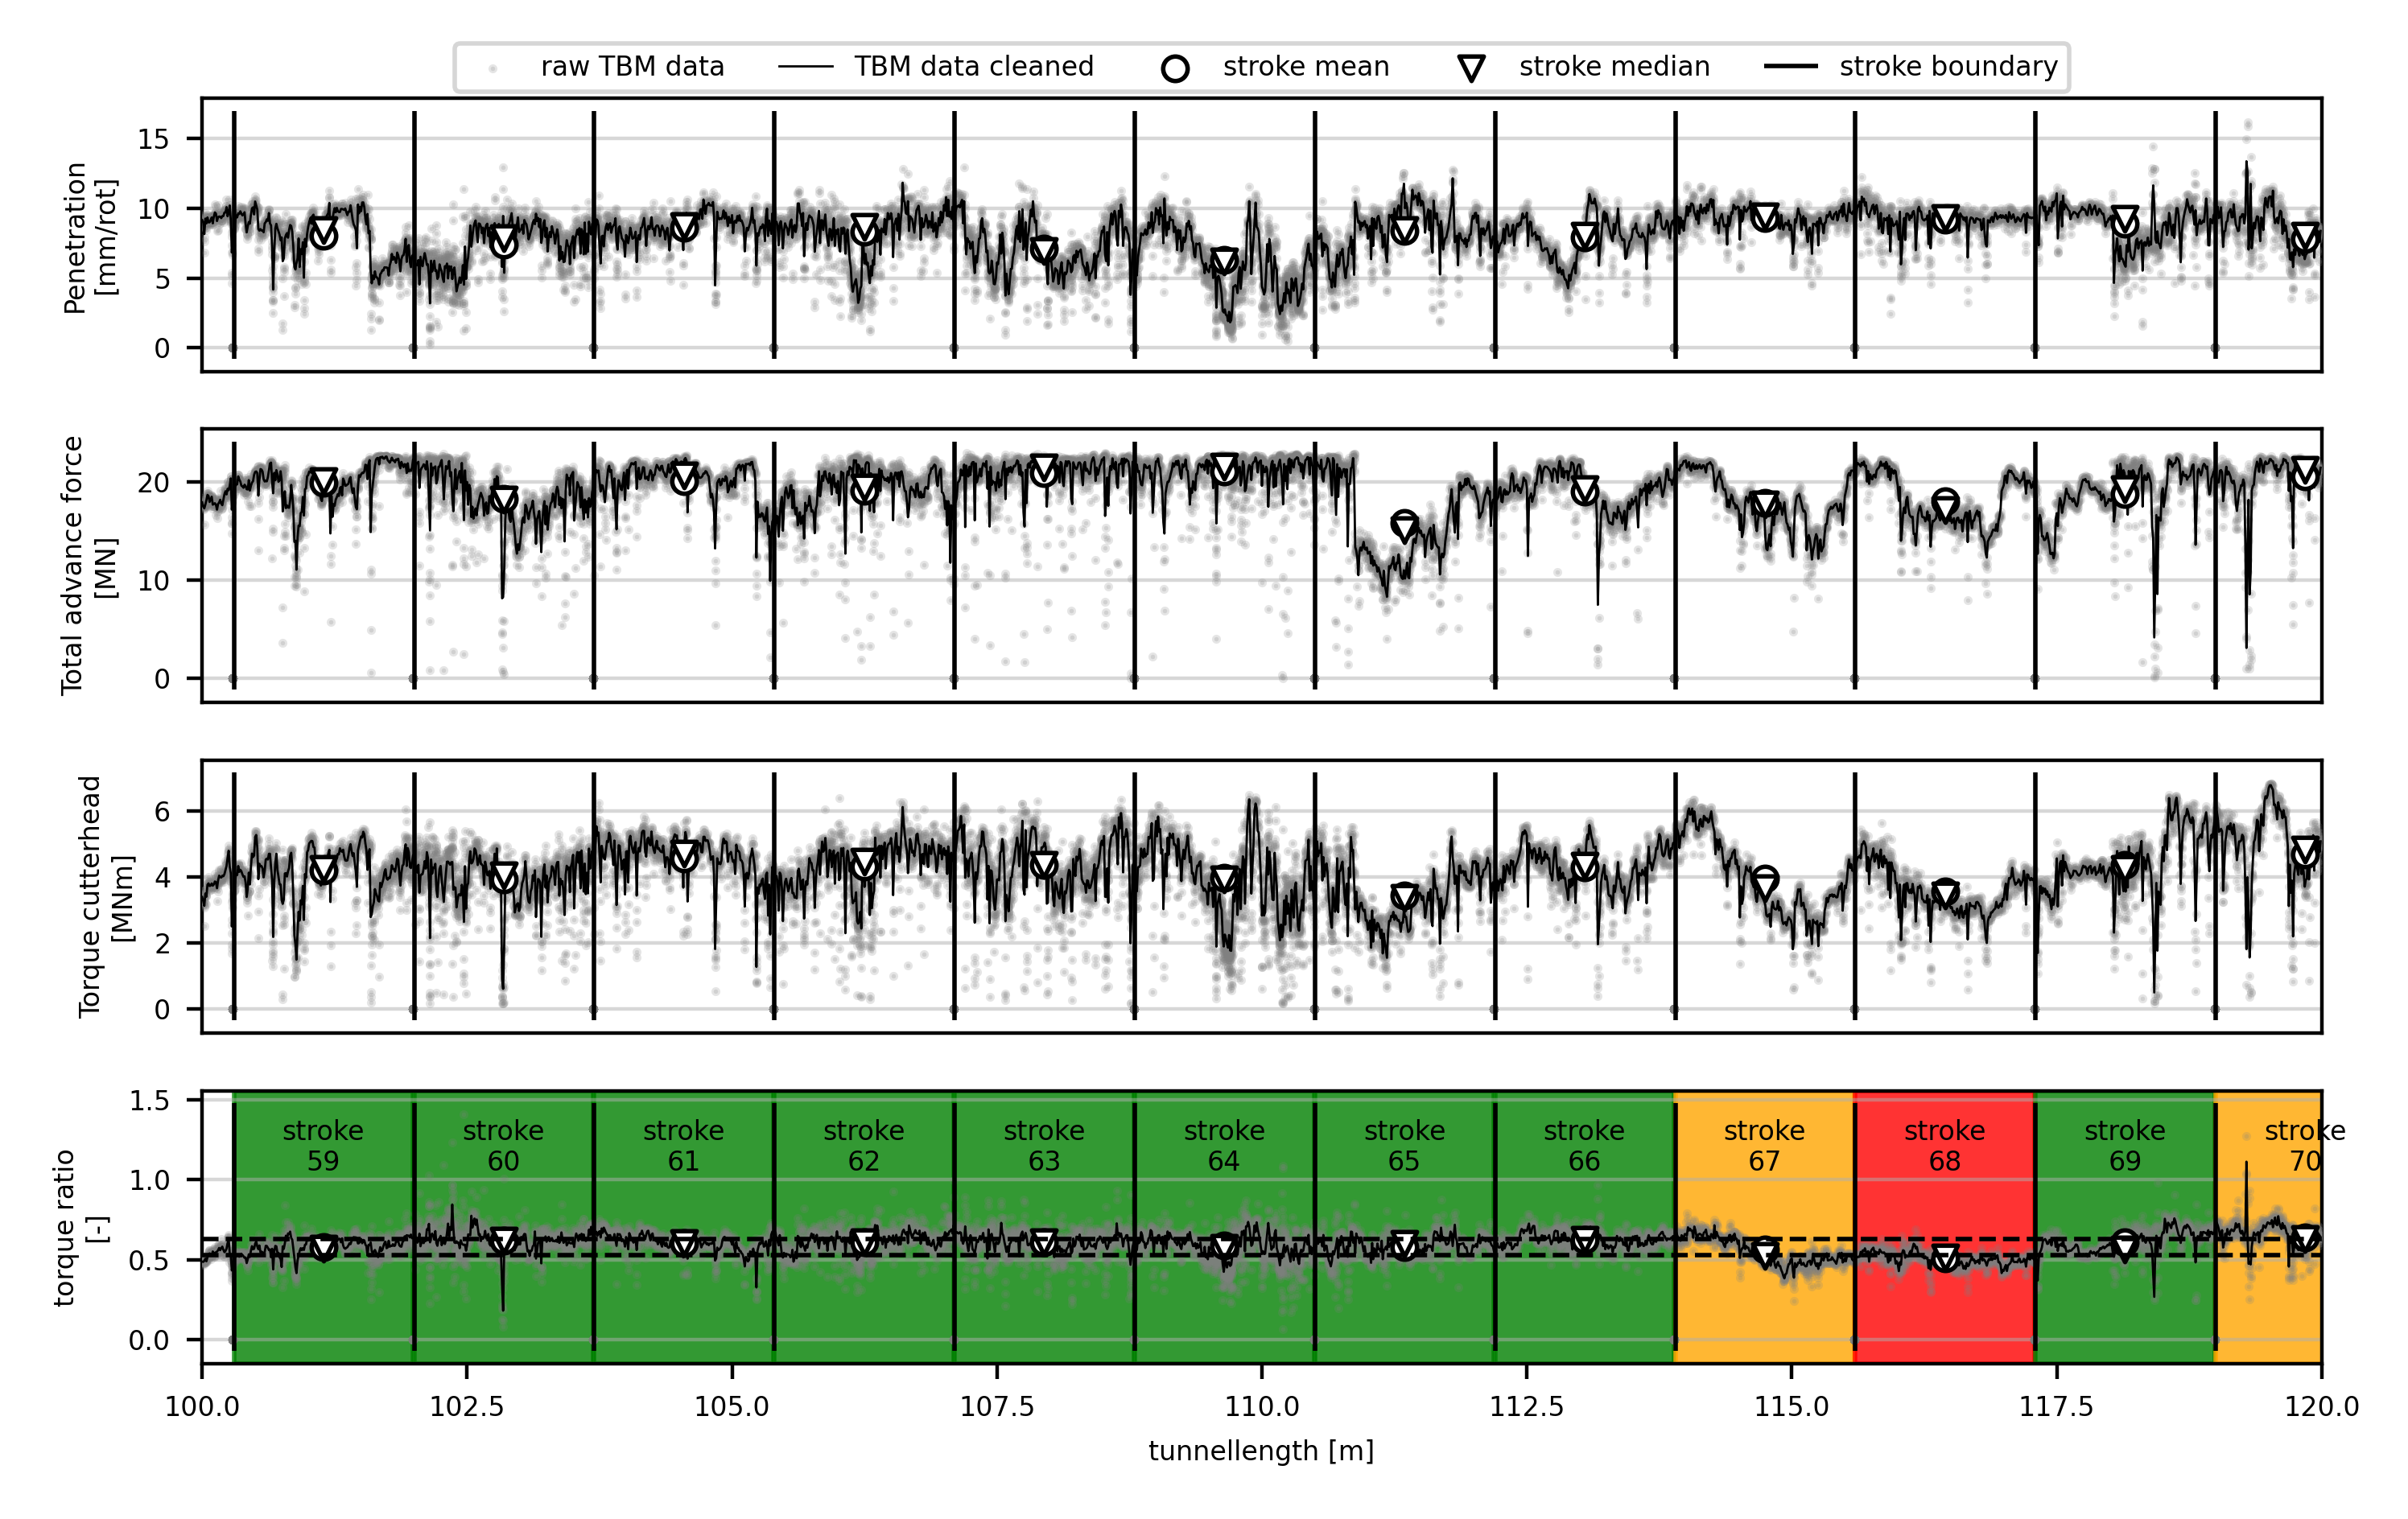 raw TBM data TBM data cleaned stroke mean stroke median stroke boundary
Penetration
[mm/rot]
15
10
5
0
Total advance force
[MN]
20
10
0
Torque cutterhead
[MNm]
6
4
2
0
torque ratio
[-]
1.5
1.0
0.5
0.0
stroke
59
stroke
60
stroke
61
stroke
62
stroke
63
stroke
64
stroke
65
stroke
66
stroke
67
stroke
68
stroke
69
stroke
70
100.0 102.5 105.0 107.5 110.0 112.5 115.0 117.5 120.0
tunnellength [m]